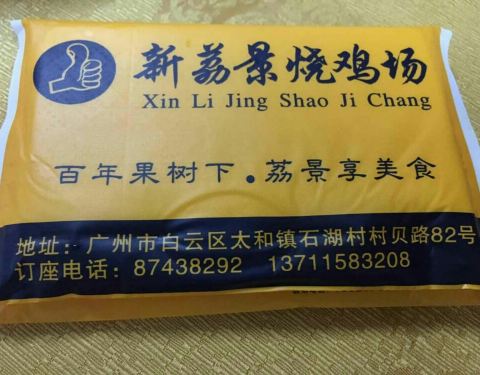 新荔景烧鸡场
Xin Li Jing Shao Ji Chang
百年果树下.荔景享美食
地址：广州市白云区太和镇石湖村村贝路82号
订座电话：87438292 13711583208